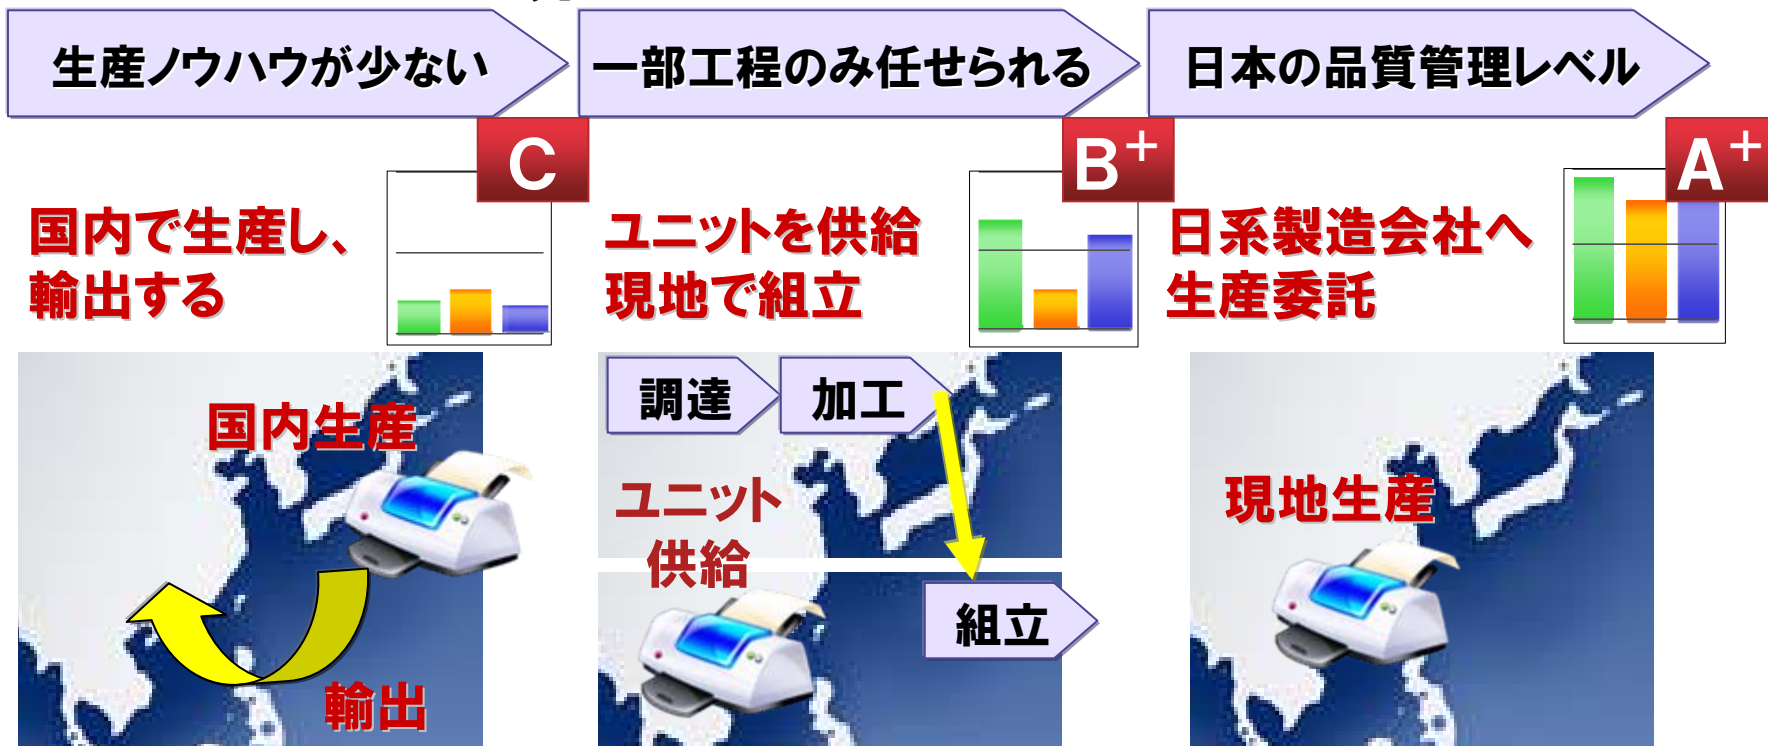 生産ノウハウが少ない
一部工程のみ任せられる
日本の品質管理レベル
C
B+
A+
国内で生産し、
輸出する
ユニットを供給
現地で組立
日系製造会社へ
生産委託
国内生産
輸出
調達
加工
ユニット
供給
組立
現地生産